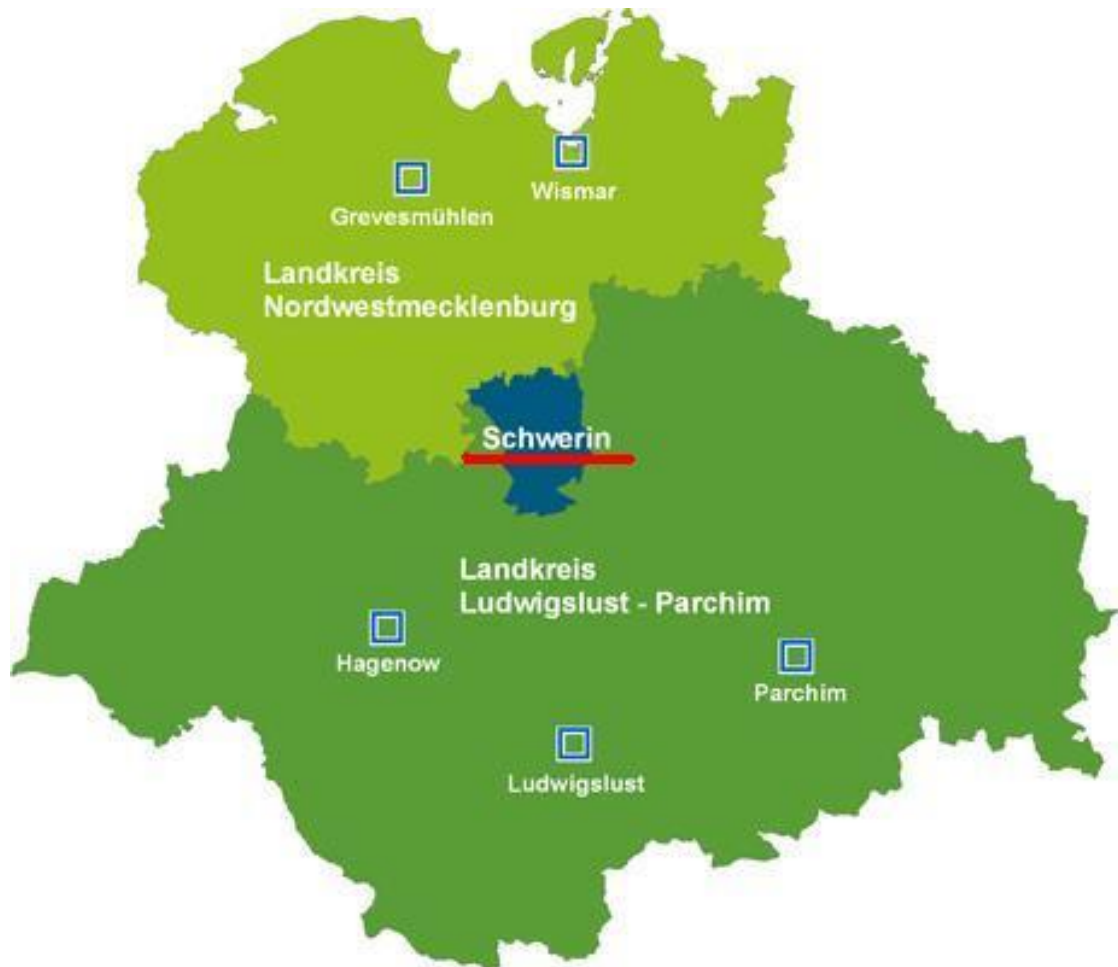 Wismar
Grevesmühlen
Landkreis
Nordwestmecklenburg
Schwerin
Landkreis
Ludwigslust - Parchim
Hagenow
Parchim
Ludwigslust